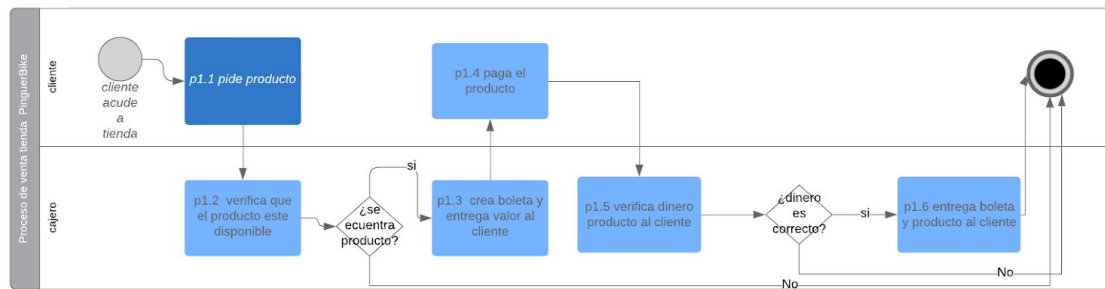 Proceso de venta tienda PinguerBike
cliente
cliente
acude
a
tienda
p1.1 pide producto
p1.4 paga el
producto
cajero
p1.2 verifica que
el producto este
disponible
¿se
ecuentra
producto?
si
p1.3 crea boleta y
entrega valor al
cliente
p1.5 verifica dinero
producto al cliente
¿dinero
es
correcto?
si
p1.6 entrega boleta
y producto al cliente
No
No